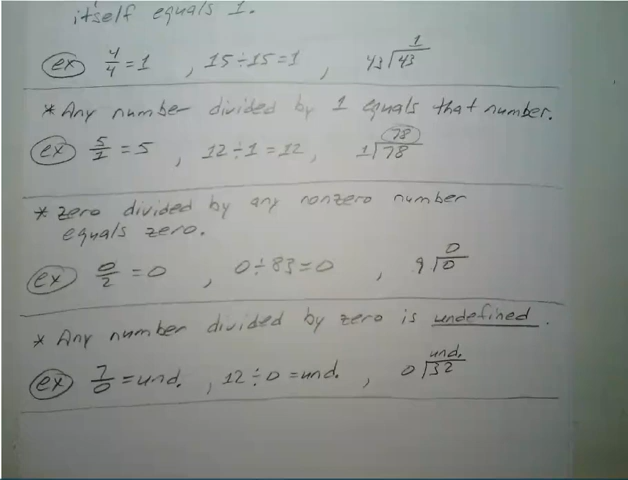 itself equals 1.
ex 4/4 = 1 , 15 ÷ 15 = 1 , 43 ⟌ 43 1
* Any number divided by 1 equals that number.
ex 5/1 = 5 , 12 ÷ 1 = 12 , 1 ⟌ 78 78
* zero divided by any nonzero number
equals zero.
ex 0/2 = 0 , 0 ÷ 83 = 0 , 9 ⟌ 0 0
* Any number divided by zero is undefined.
ex 7/0 = und. , 12 ÷ 0 = und. , 0 ⟌ 32 und.